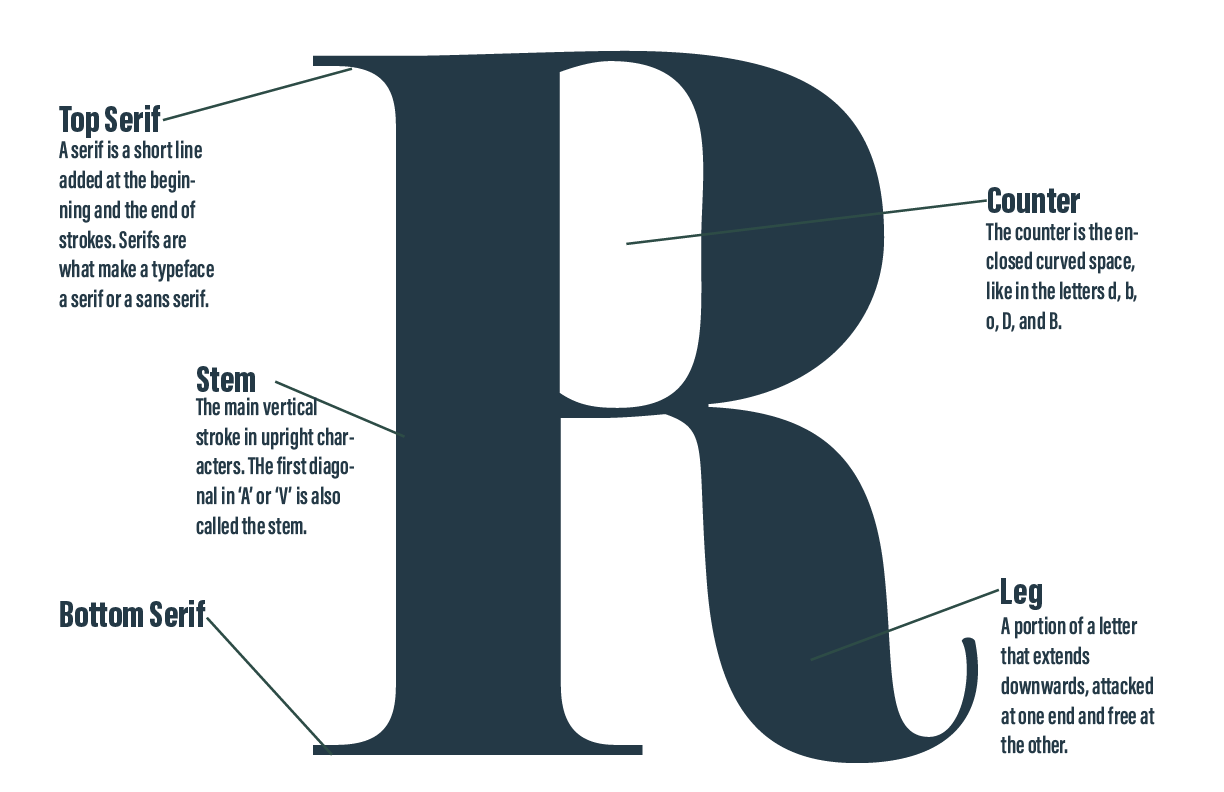 R
Top Serif
A serif is a short line
added at the begin-
ning and the end of
strokes. Serifs are
what make a typeface
a serif or a sans serif.
Counter
The counter is the en-
closed curved space,
like in the letters d, b,
o, D, and B.
Stem
The main vertical
stroke in upright char-
acters. THe first diago-
nal in ‘A’ or ‘V’ is also
called the stem.
Bottom Serif
Leg
A portion of a letter
that extends
downwards, attacked
at one end and free at
the other.